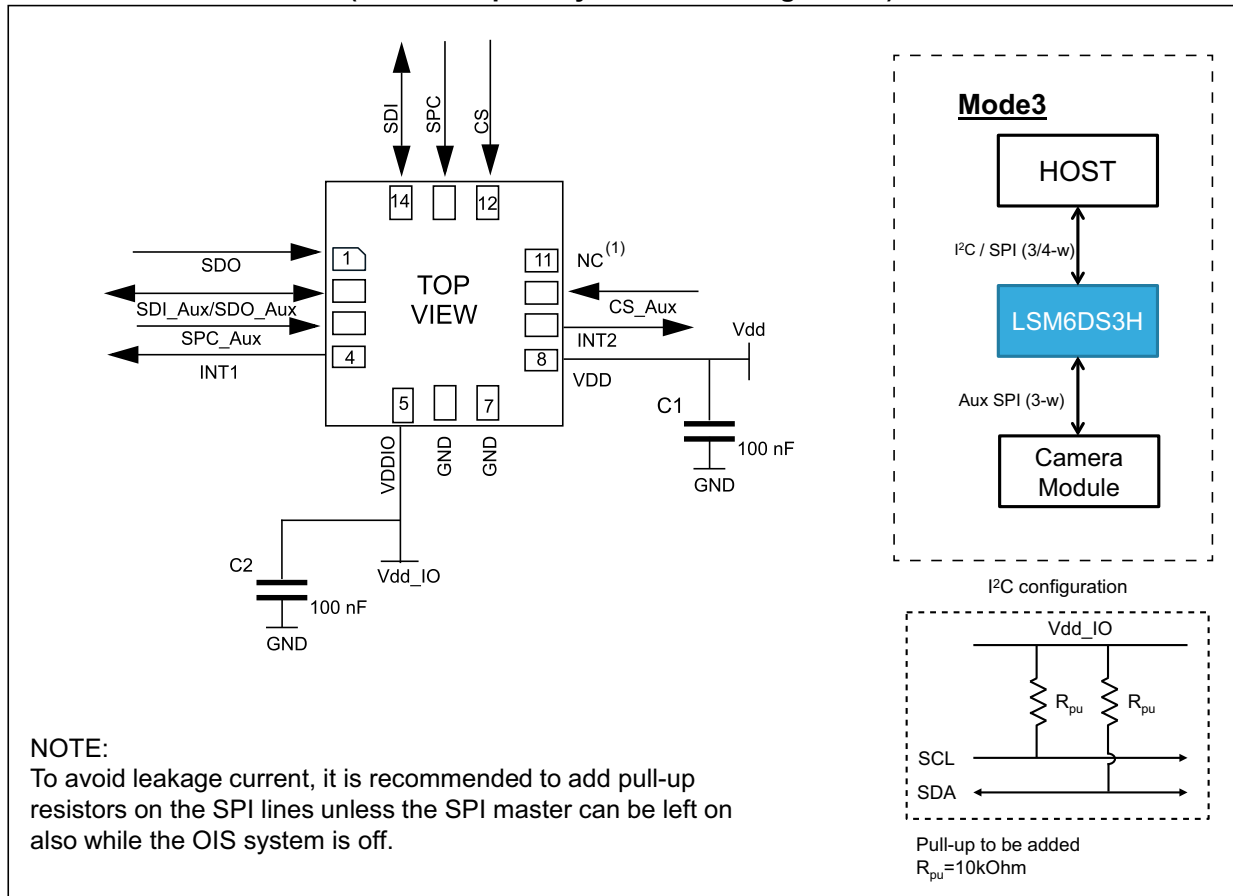 SDI
SPC
CS
14
12
1
11
NC(1)
SDO
TOP
VIEW
SDI_Aux/SDO_Aux
CS_Aux
SPC_Aux
INT2
Vdd
4
8
INT1
VDD
5
7
C1
VDDIO
GND
GND
100 nF
GND
C2
Vdd_IO
100 nF
GND
NOTE:
To avoid leakage current, it is recommended to add pull-up
resistors on the SPI lines unless the SPI master can be left on
also while the OIS system is off.
Mode3
HOST
I²C / SPI (3/4-w)
LSM6DS3H
Aux SPI (3-w)
Camera
Module
I²C configuration
Vdd_IO
Rpu
Rpu
SCL
SDA
Pull-up to be added
Rpu=10kOhm